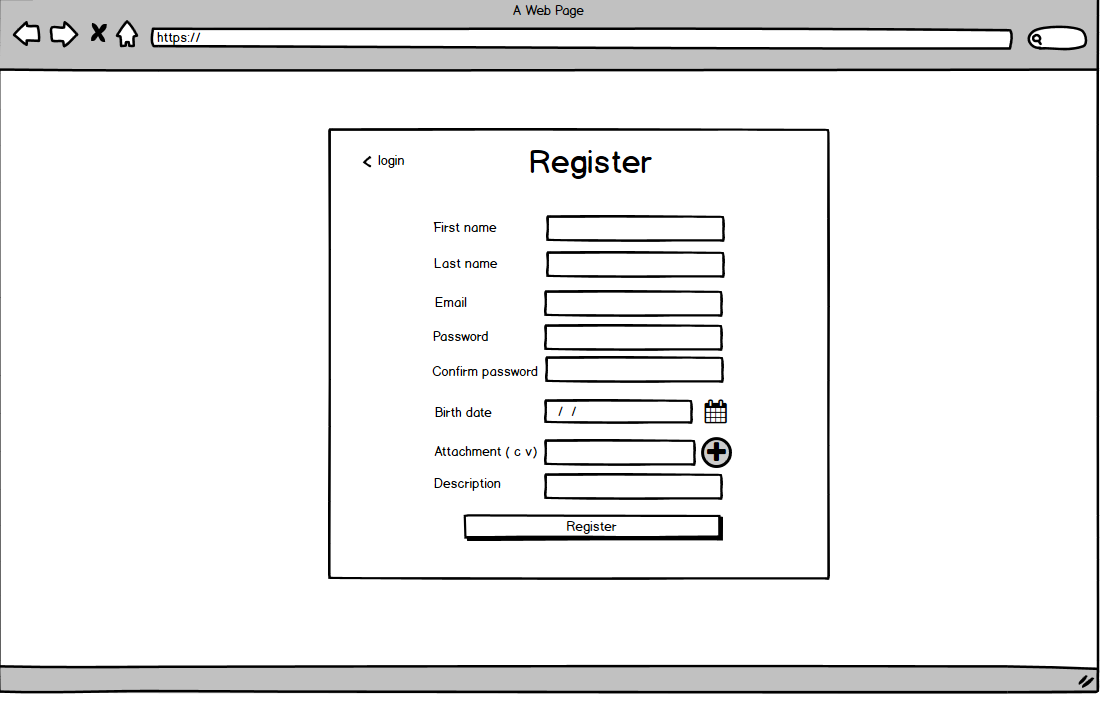 A Web Page
https://
< login
Register
First name
Last name
Email
Password
Confirm password
Birth date / /
Attachment ( c v)
Description
Register